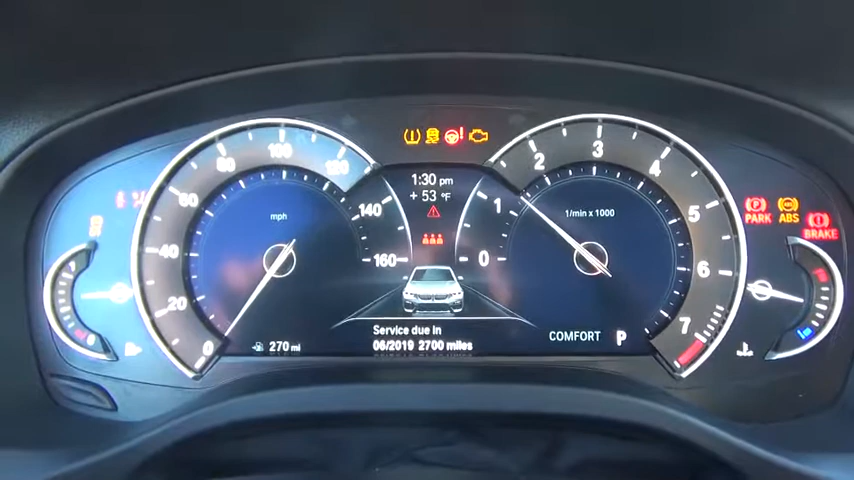 1:30 pm
+ 53 °F
mph
0
20
40
60
80
100
120
140
160
270 mi
Service due in
06/2019 2700 miles
1/min x 1000
0
1
2
3
4
5
6
7
COMFORT P
PARK
ABS
BRAKE